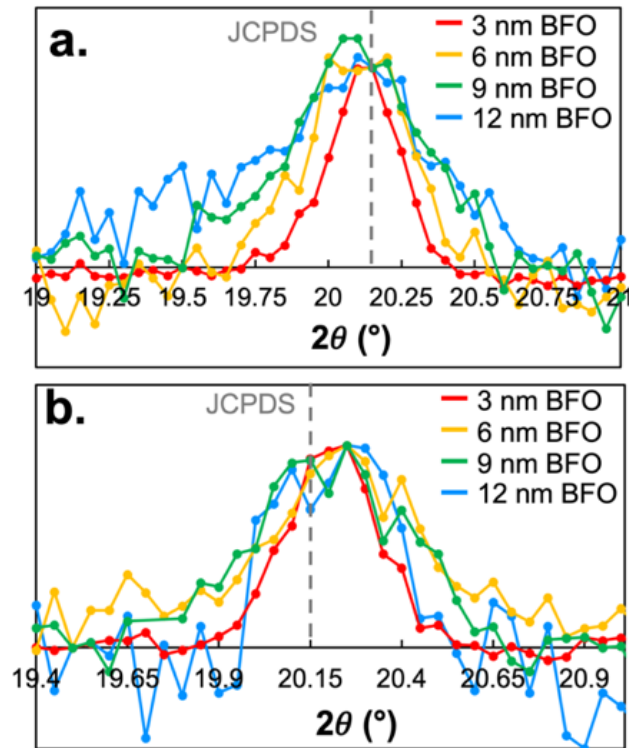 a.
JCPDS
3 nm BFO
6 nm BFO
9 nm BFO
12 nm BFO
19 19.25 19.5 19.75 20 20.25 20.5 20.75 21
2θ (°)
b.
JCPDS
3 nm BFO
6 nm BFO
9 nm BFO
12 nm BFO
19.4 19.65 19.9 20.15 20.4 20.65 20.9
2θ (°)